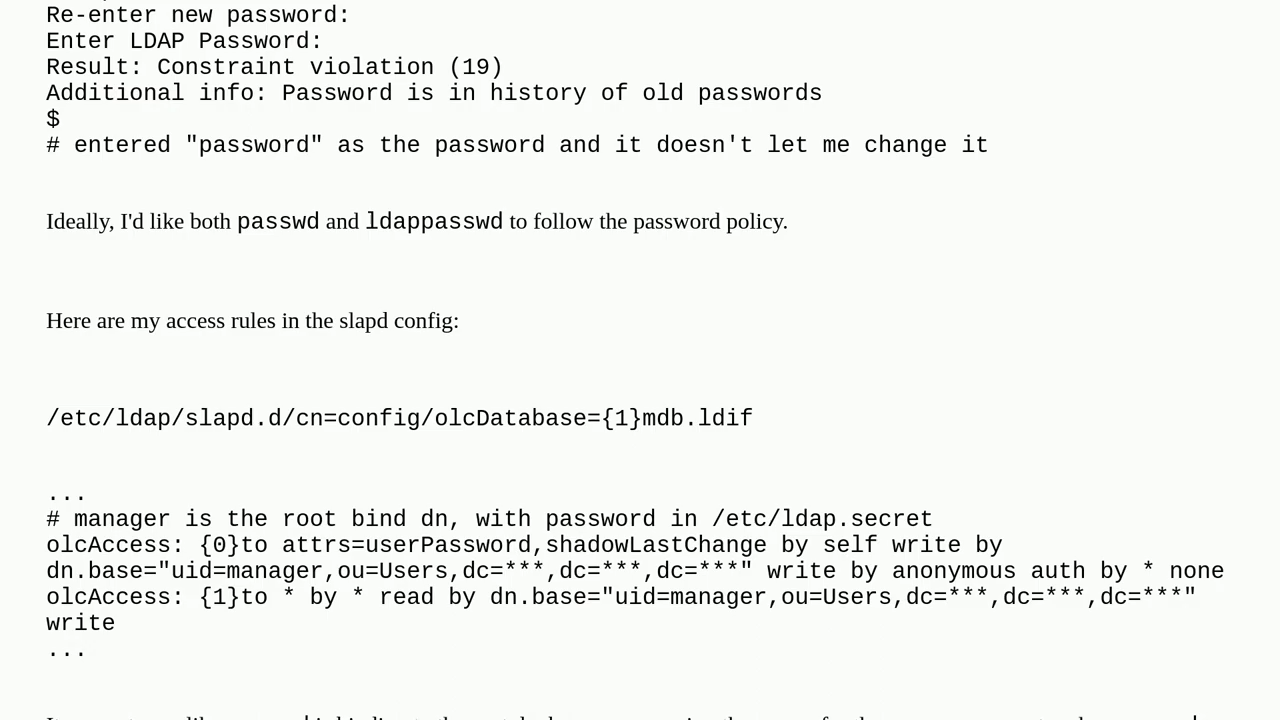 Re-enter new password:
Enter LDAP Password:
Result: Constraint violation (19)
Additional info: Password is in history of old passwords
$
# entered "password" as the password and it doesn't let me change it
Ideally, I'd like both passwd and ldappasswd to follow the password policy.
Here are my access rules in the slapd config:
/etc/ldap/slapd.d/cn=config/olcDatabase={1}mdb.ldif
...
# manager is the root bind dn, with password in /etc/ldap.secret
olcAccess: {0}to attrs=userPassword,shadowLastChange by self write by
dn.base="uid=manager,ou=Users,dc=***,dc=***,dc=***" write by anonymous auth by * none
olcAccess: {1}to * by * read by dn.base="uid=manager,ou=Users,dc=***,dc=***,dc=***"
write
...